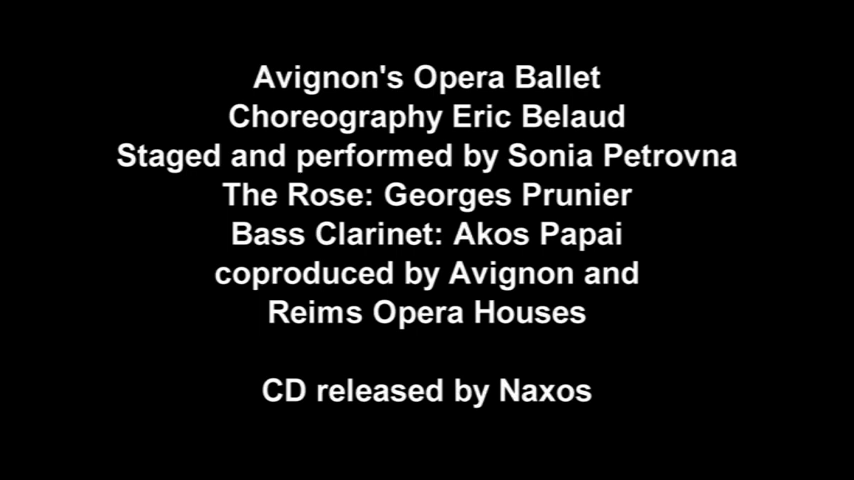 Avignon's Opera Ballet
Choreography Eric Belaud
Staged and performed by Sonia Petrovna
The Rose: Georges Prunier
Bass Clarinet: Akos Papai
coproduced by Avignon and
Reims Opera Houses
CD released by Naxos